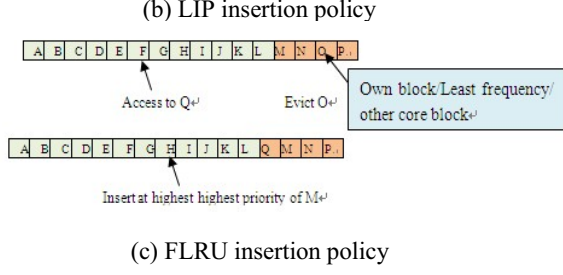 (b) LIP insertion policy
A B C D E F G H I J K L M N O P
Access to Q
Evict O
Own block/Least frequency/
other core block
A B C D E F G H I J K L Q M N P
Insert at highest highest priority of M
(c) FLRU insertion policy